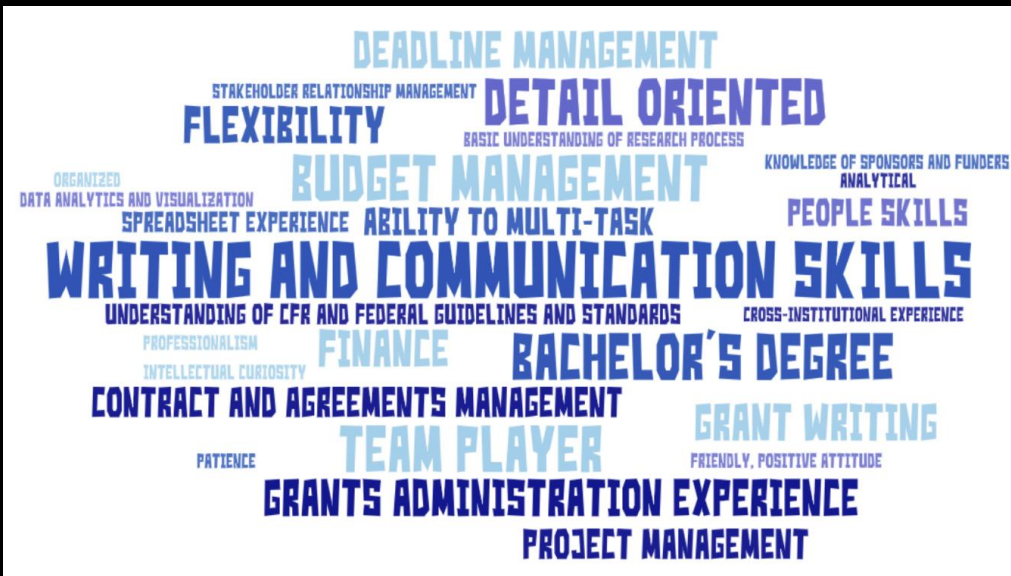 DEADLINE MANAGEMENT
STAKEHOLDER RELATIONSHIP MANAGEMENT
DETAIL ORIENTED
FLEXIBILITY
BASIC UNDERSTANDING OF RESEARCH PROCESS
BUDGET MANAGEMENT
KNOWLEDGE OF SPONSORS AND FUNDERS
ORGANIZED
ANALYTICAL
DATA ANALYTICS AND VISUALIZATION
SPREADSHEET EXPERIENCE
ABILITY TO MULTI-TASK
PEOPLE SKILLS
WRITING AND COMMUNICATION SKILLS
UNDERSTANDING OF CFR AND FEDERAL GUIDELINES AND STANDARDS
CROSS-INSTITUTIONAL EXPERIENCE
PROFESSIONALISM
FINANCE
BACHELOR'S DEGREE
INTELLECTUAL CURIOSITY
CONTRACT AND AGREEMENTS MANAGEMENT
GRANT WRITING
TEAM PLAYER
PATIENCE
FRIENDLY, POSITIVE ATTITUDE
GRANTS ADMINISTRATION EXPERIENCE
PROJECT MANAGEMENT